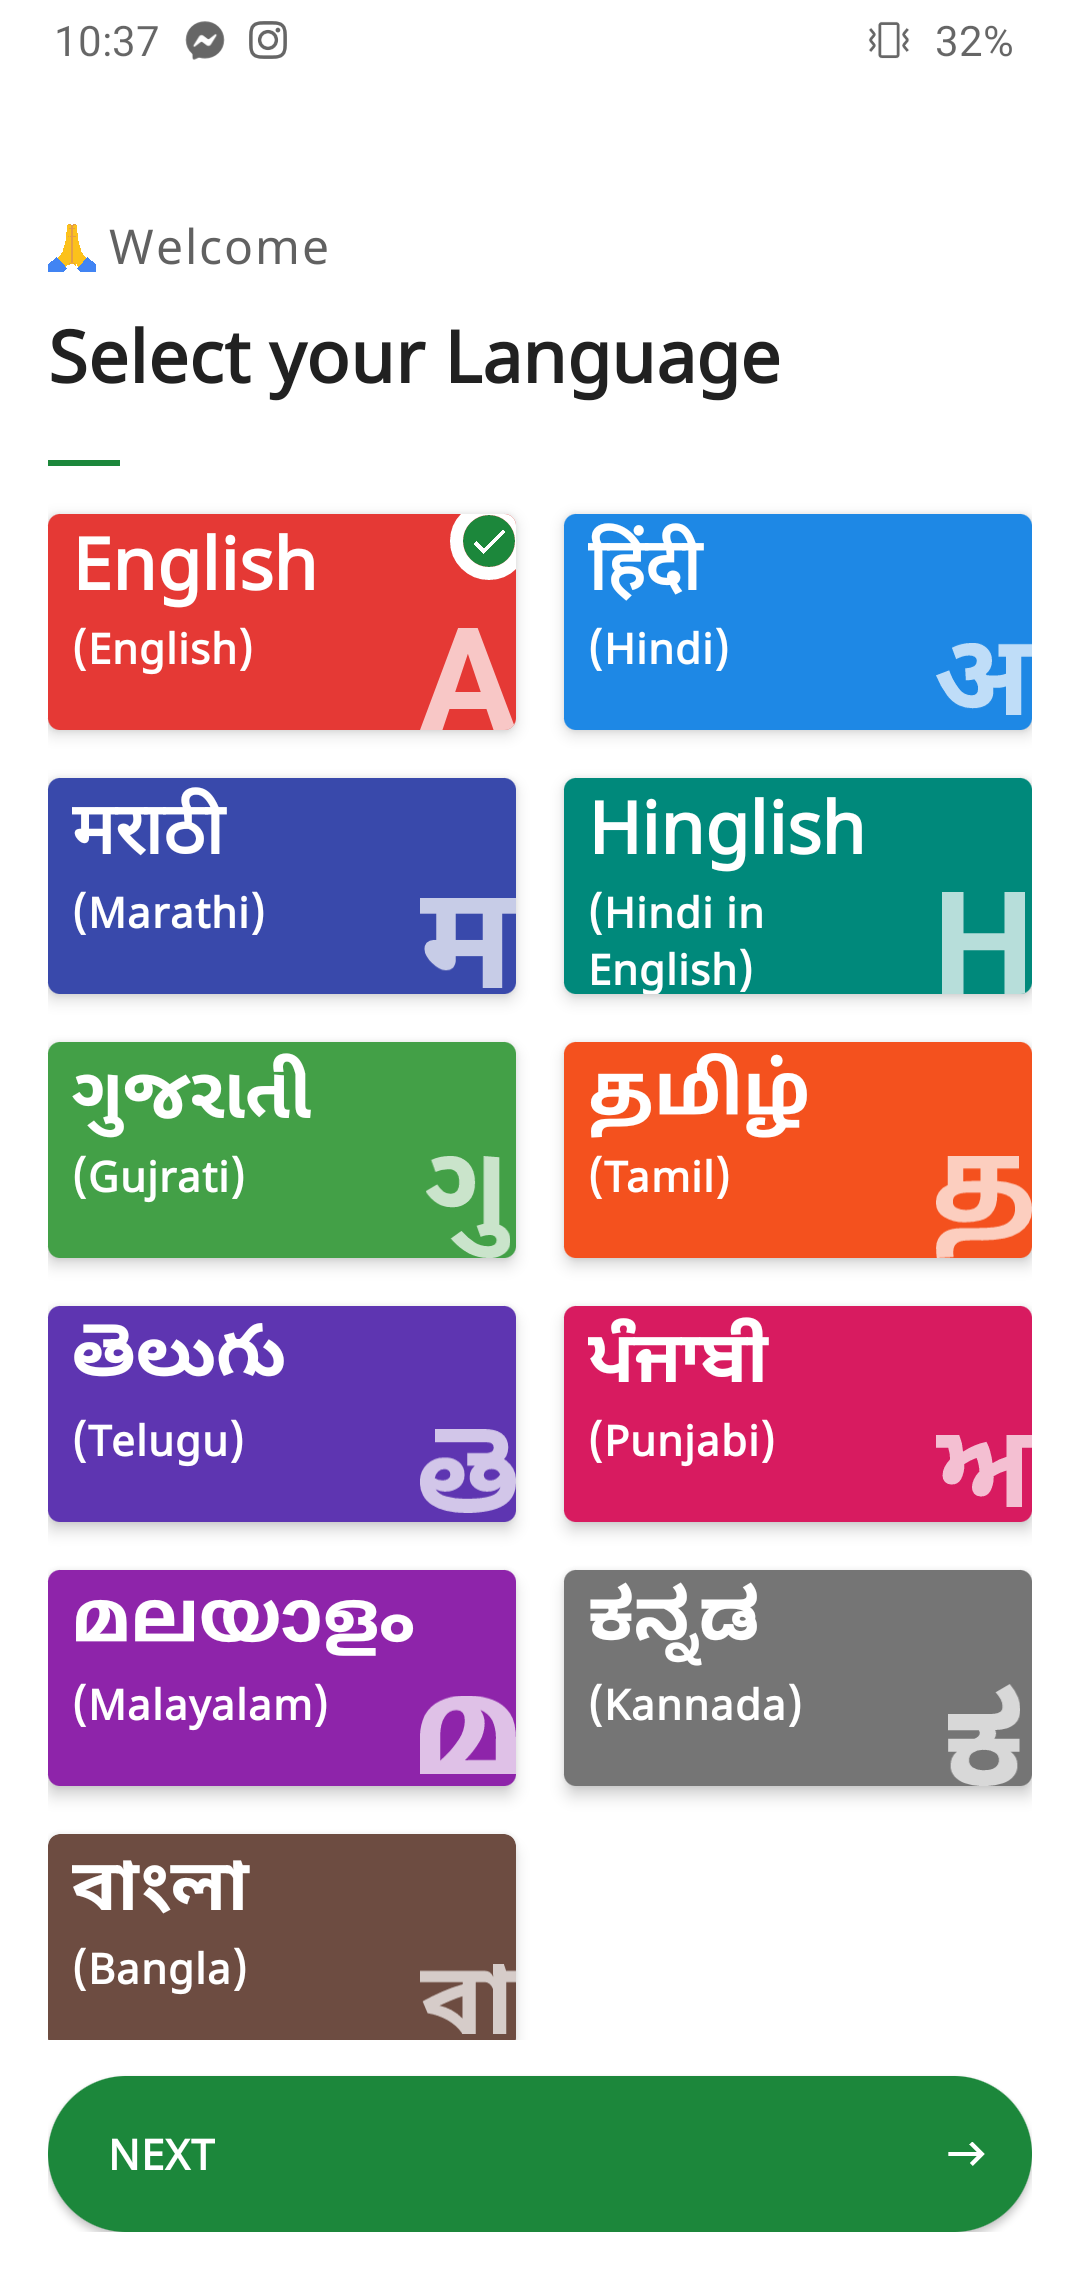 10:37
32%
🙏 Welcome
Select your Language
English
(English)
A
हिंदी
(Hindi)
अ
मराठी
(Marathi)
म
Hinglish
(Hindi in
English)
H
ગુજરાતી
(Gujrati)
ગુ
தமிழ்
(Tamil)
த
తెలుగు
(Telugu)
తె
ਪੰਜਾਬੀ
(Punjabi)
ਅ
മലയാളം
(Malayalam)
മ
ಕನ್ನಡ
(Kannada)
ಕ
বাংলা
(Bangla)
বা
NEXT